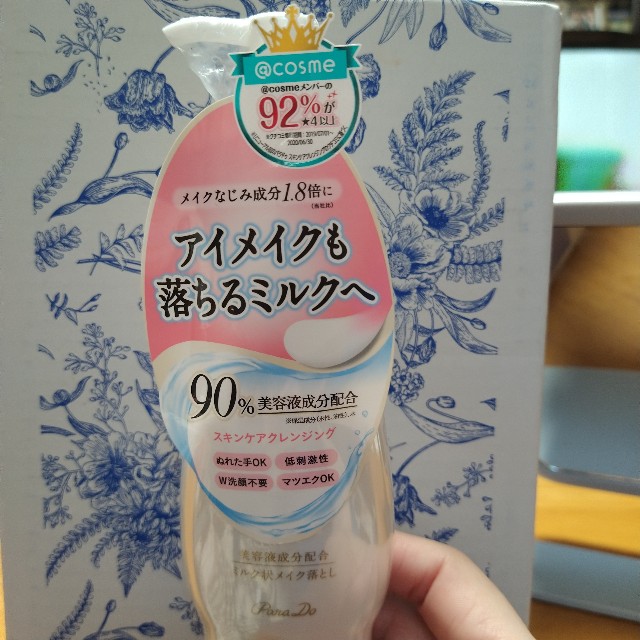 @cosme
@cosmeメンバーの
92%が
★4以上
2020/06/30
メイクなじみ成分1.8倍に
アイメイクも
落ちるミルクへ
90%美容液成分配合
スキンケアクレンジング
ぬれた手OK
低刺激性
W洗顔不要
マツエクOK
美容液成分配合
ミルク状メイク落とし
ParaDo